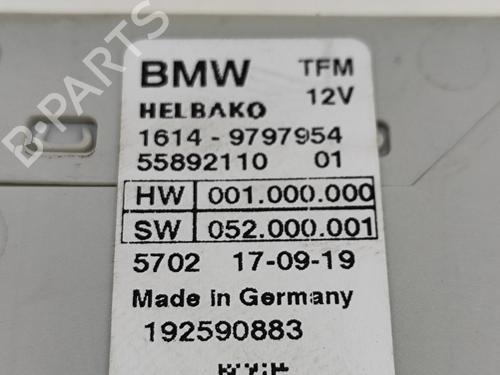 BMW TFM
HELBAKO 12V
1614 - 9797954
55892110 01
HW 001.000.000
SW 052.000.001
5702 17-09-19
Made in Germany
192590883
B-PARTS